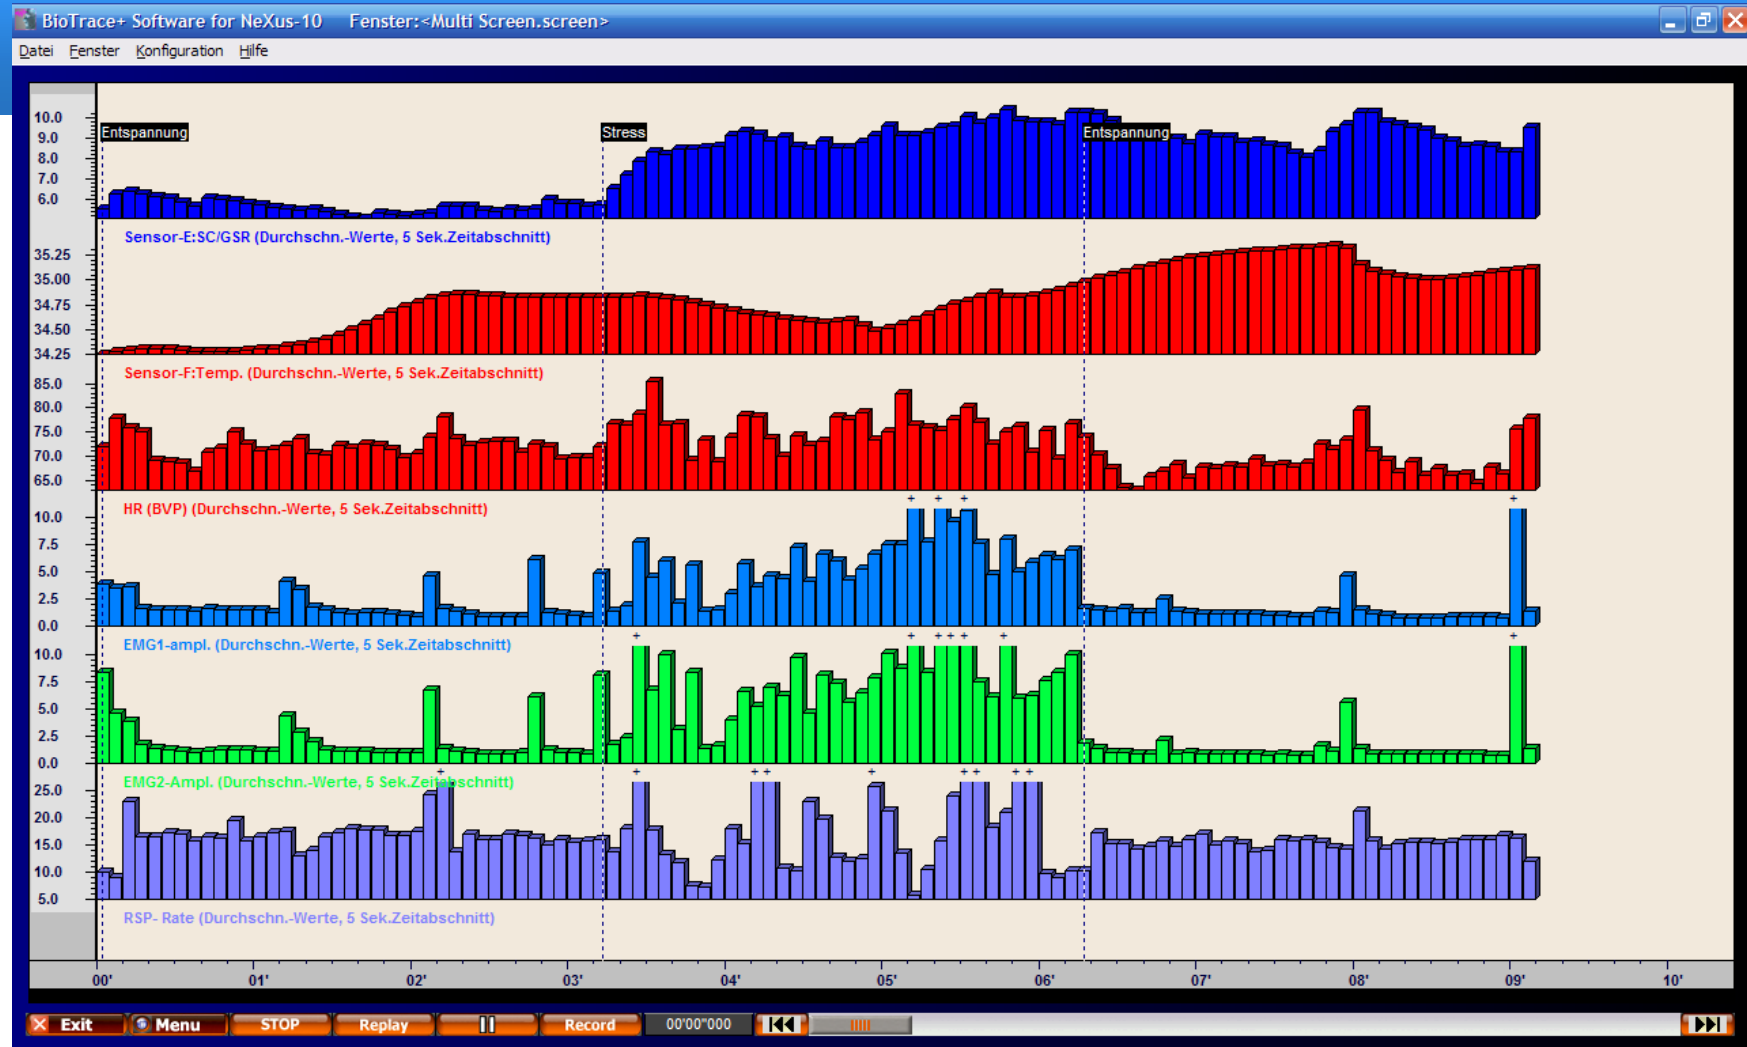 BioTrace+ Software for NeXus-10 Fenster:<Multi Screen.screen>
Datei Fenster Konfiguration Hilfe
10.0
9.0
8.0
7.0
6.0
Entspannung Stress Entspannung
Sensor-E:SC/GSR (Durchschn.-Werte, 5 Sek.Zeitabschnitt)
35.25
35.00
34.75
34.50
34.25
Sensor-F:Temp. (Durchschn.-Werte, 5 Sek.Zeitabschnitt)
85.0
80.0
75.0
70.0
65.0
HR (BVP) (Durchschn.-Werte, 5 Sek.Zeitabschnitt)
+ + + +
10.0
7.5
5.0
2.5
0.0
EMG1-ampl. (Durchschn.-Werte, 5 Sek.Zeitabschnitt)
+ + + + + + +
10.0
7.5
5.0
2.5
0.0
EMG2-Ampl. (Durchschn.-Werte, 5 Sek.Zeitabschnitt)
+ + + + + + + + +
25.0
20.0
15.0
10.0
5.0
RSP- Rate (Durchschn.-Werte, 5 Sek.Zeitabschnitt)
00' 01' 02' 03' 04' 05' 06' 07' 08' 09' 10'
Exit Menu STOP Replay Record 00'00"000